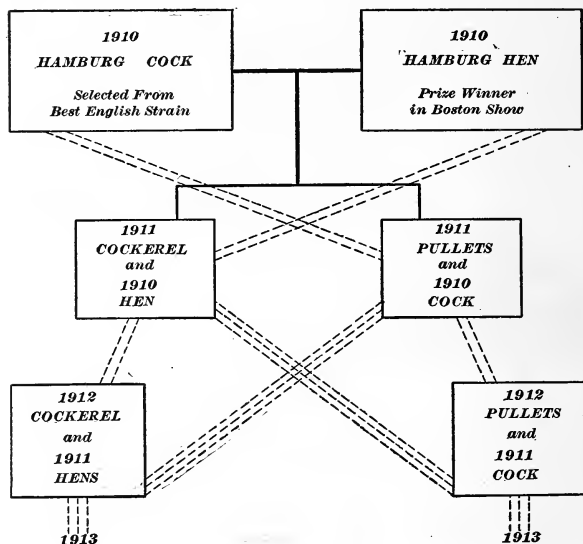 1910
HAMBURG COCK
Selected From
Best English Strain
1910
HAMBURG HEN
Prize Winner
in Boston Show
1911
COCKEREL
and
1910
HEN
1911
PULLETS
and
1910
COCK
1912
COCKEREL
and
1911
HENS
1912
PULLETS
and
1911
COCK
1913
1913